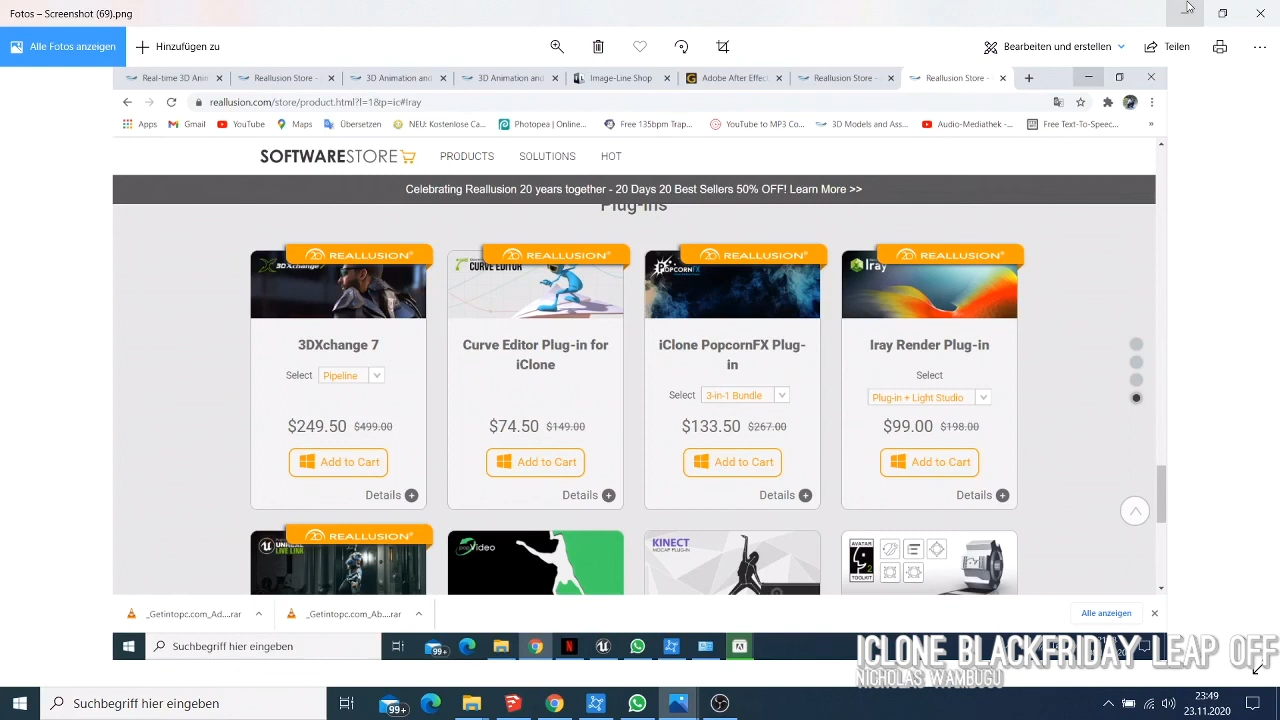 Fotos - Screenshot (69).png
Alle Fotos anzeigen
Hinzufügen zu
Bearbeiten und erstellen
Teilen
Real-time 3D Anim
Reallusion Store -
3D Animation and
3D Animation and
Image-Line Shop
Adobe After Effect
Reallusion Store -
Reallusion Store -
reallusion.com/store/product.html?l=1&p=ic#Iray
Apps
Gmail
YouTube
Maps
Übersetzen
NEU: Kostenlose Ca...
Photopea | Online...
Free 135bpm Trap...
YouTube to MP3 Co...
3D Models and Ass...
Audio-Mediathek -...
Free Text-To-Speec...
SOFTWARESTORE
PRODUCTS
SOLUTIONS
HOT
Celebrating Reallusion 20 years together - 20 Days 20 Best Sellers 50% OFF! Learn More >>
Plug-ins
20 REALLUSION®
20 REALLUSION®
20 REALLUSION®
20 REALLUSION®
3DXchange7
7 CURVE EDITOR
POPCORNFX
Iray
3DXchange 7
Select Pipeline
$249.50 $499.00
Add to Cart
Details
Curve Editor Plug-in for
iClone
$74.50 $149.00
Add to Cart
Details
iClone PopcornFX Plug-
in
Select 3-in-1 Bundle
$133.50 $267.00
Add to Cart
Details
Iray Render Plug-in
Select
Plug-in + Light Studio
$99.00 $198.00
Add to Cart
Details
20 REALLUSION®
UNREAL
LIVE LINK
popVideo
KINECT
MOCAP PLUG-IN
AVATAR
TOOLKIT
2
_Getintopc.com_Ad....rar
_Getintopc.com_Ab....rar
Alle anzeigen
Suchbegriff hier eingeben
99+
ICLONE BLACKFRIDAY LEAP OFF
NICHOLAS WAMBUGU
Suchbegriff hier eingeben
99+
23:49
23.11.2020